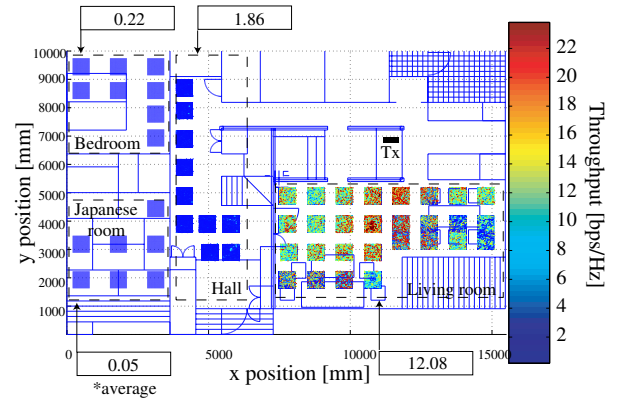 0.22
1.86
10000
9000
8000
7000
6000
5000
4000
3000
2000
1000
y position [mm]
Bedroom
Japanese
room
Hall
Tx
Living room
0
5000
10000
15000
x position [mm]
0.05
*average
12.08
22
20
18
16
14
12
10
8
6
4
2
Throughput [bps/Hz]